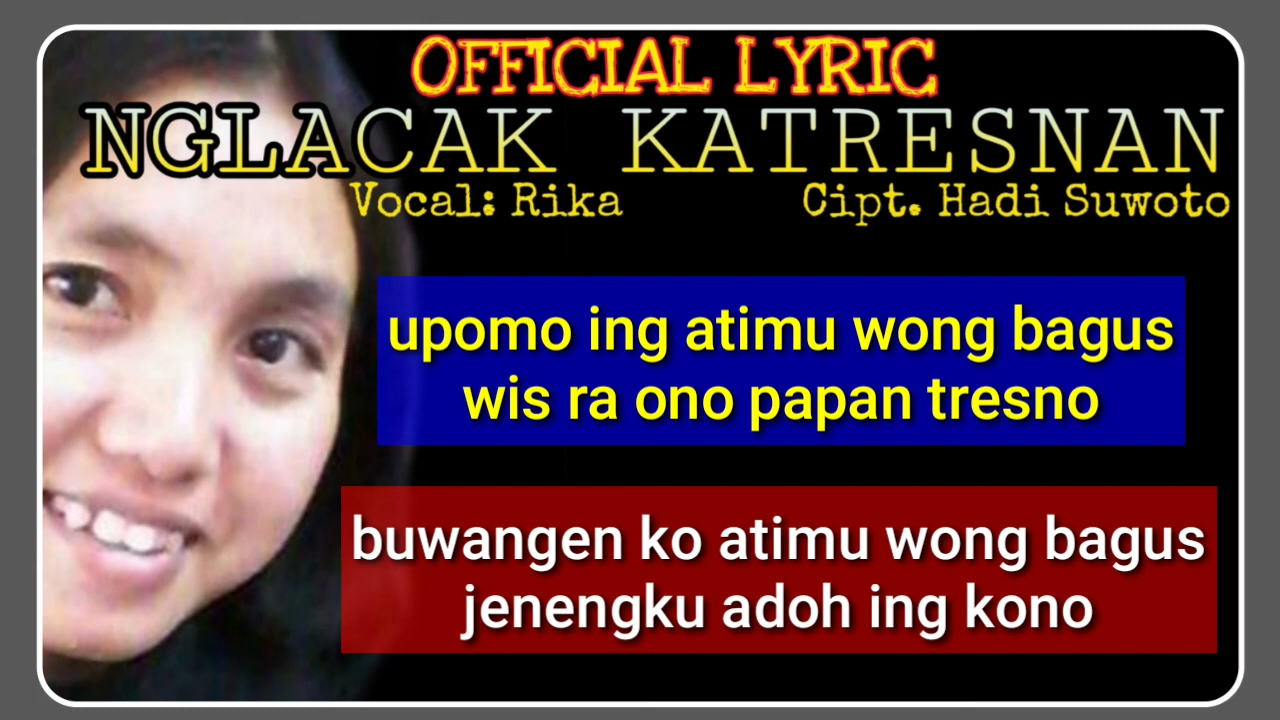 OFFICIAL LYRIC
NGLACAK KATRESNAN
Vocal: Rika Cipt. Hadi Suwoto
upomo ing atimu wong bagus
wis ra ono papan tresno
buwangen ko atimu wong bagus
jenengku adoh ing kono